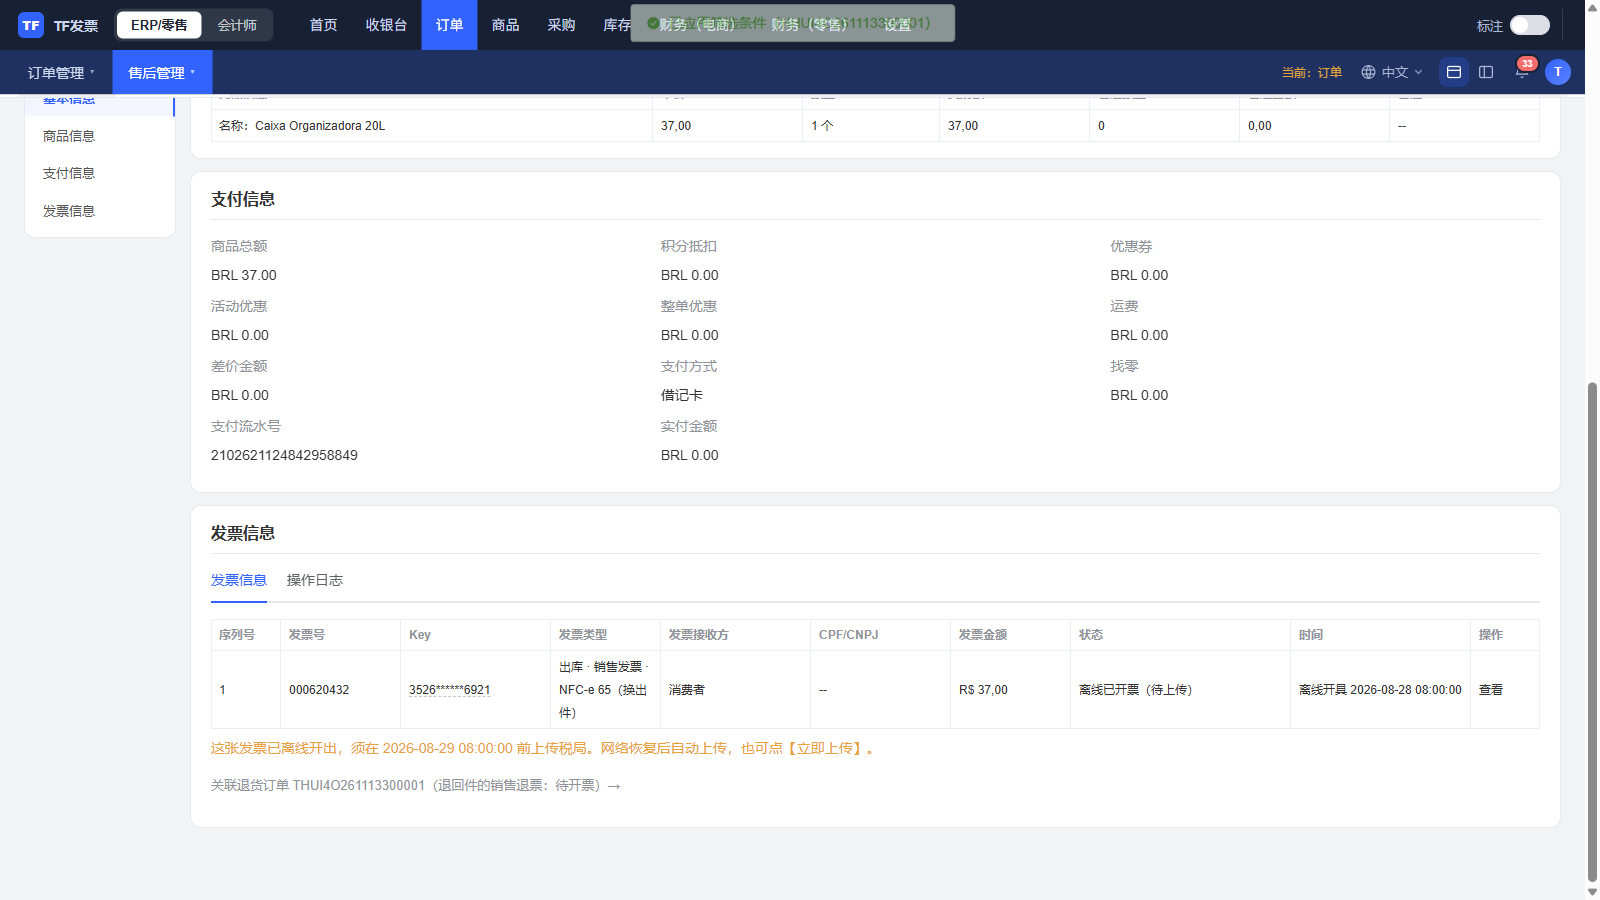 TF TF发票 ERP/零售 会计师 首页 收银台 订单 商品 采购 库存 财务（电商） 财务（零售） 设置 标注
订单管理 售后管理 当前：订单 中文 33 T
基本信息
商品信息
支付信息
发票信息
名称：Caixa Organizadora 20L 37,00 1 个 37,00 0 0,00 --
支付信息
商品总额 积分抵扣 优惠券
BRL 37.00 BRL 0.00 BRL 0.00
活动优惠 整单优惠 运费
BRL 0.00 BRL 0.00 BRL 0.00
差价金额 支付方式 找零
BRL 0.00 借记卡 BRL 0.00
支付流水号 实付金额
2102621124842958849 BRL 0.00
发票信息
发票信息 操作日志
序列号 发票号 Key 发票类型 发票接收方 CPF/CNPJ 发票金额 状态 时间 操作
1 000620432 3526******6921 出库 · 销售发票 · NFC-e 65（换出件） 消费者 -- R$ 37,00 离线已开票（待上传） 离线开具 2026-08-28 08:00:00 查看
这张发票已离线开出，须在 2026-08-29 08:00:00 前上传税局。网络恢复后自动上传，也可点【立即上传】。
关联退货订单 THUI4O261113300001（退回件的销售退票：待开票）→